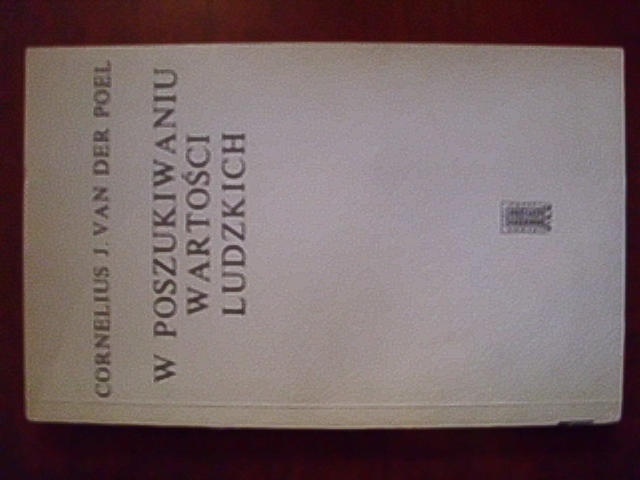 CORNELIUS J. VAN DER POEL
W POSZUKIWANIU
WARTOŚCI
LUDZKICH